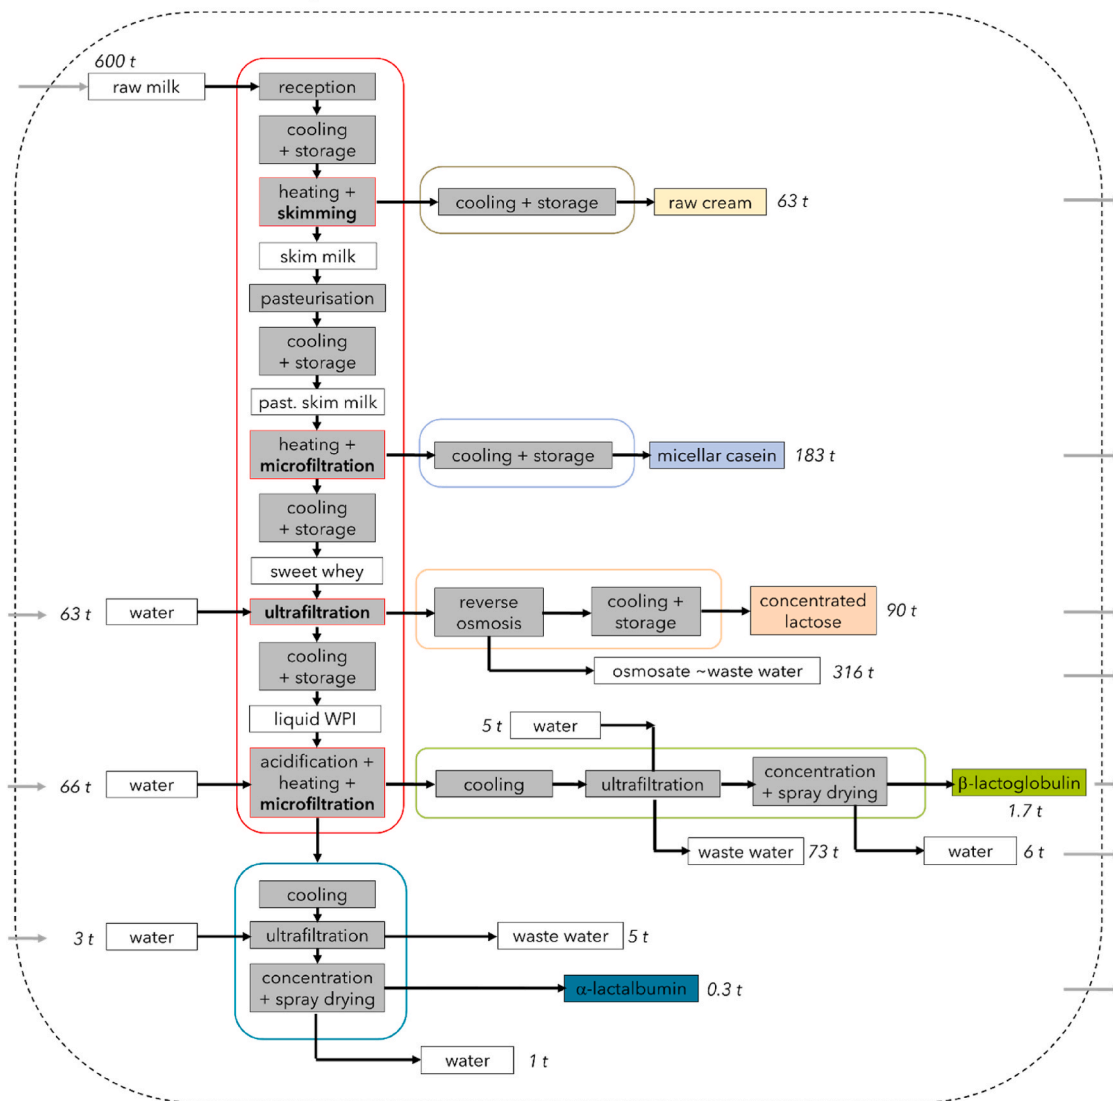 600 t
raw milk
reception
cooling
+ storage
heating +
skimming
cooling + storage
raw cream
63 t
skim milk
pasteurisation
cooling
+ storage
past. skim milk
heating +
microfiltration
cooling + storage
micellar casein
183 t
cooling
+ storage
sweet whey
63 t
water
ultrafiltration
reverse
osmosis
cooling +
storage
concentrated
lactose
90 t
cooling
+ storage
osmosate ~waste water
316 t
liquid WPI
5 t
water
66 t
water
acidification +
heating +
microfiltration
cooling
ultrafiltration
concentration
+ spray drying
β-lactoglobulin
1.7 t
waste water
73 t
water
6 t
cooling
3 t
water
ultrafiltration
waste water
5 t
concentration
+ spray drying
α-lactalbumin
0.3 t
water
1 t